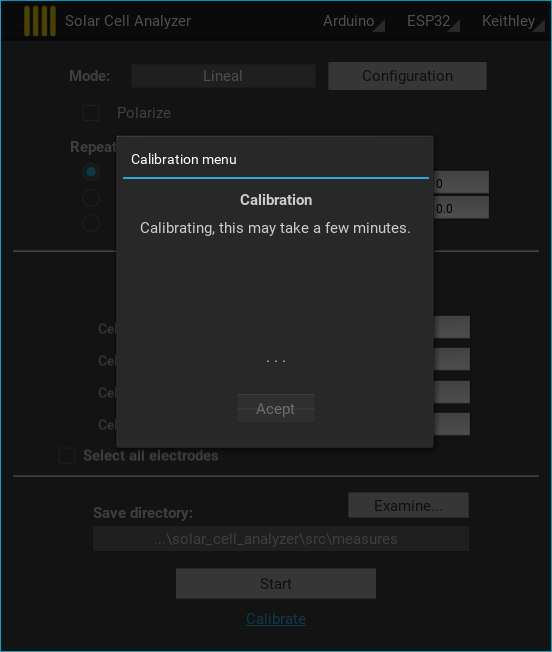 Solar Cell Analyzer Arduino ESP32 Keithley
Mode: Lineal Configuration
Polarize
Repeat
Calibration menu
0
Calibration
0.0
Calibrating, this may take a few minutes.
Cel
...
Cel
Cel
Acept
Cel
Select all electrodes
Examine...
Save directory:
...\solar_cell_analyzer\src\measures
Start
Calibrate